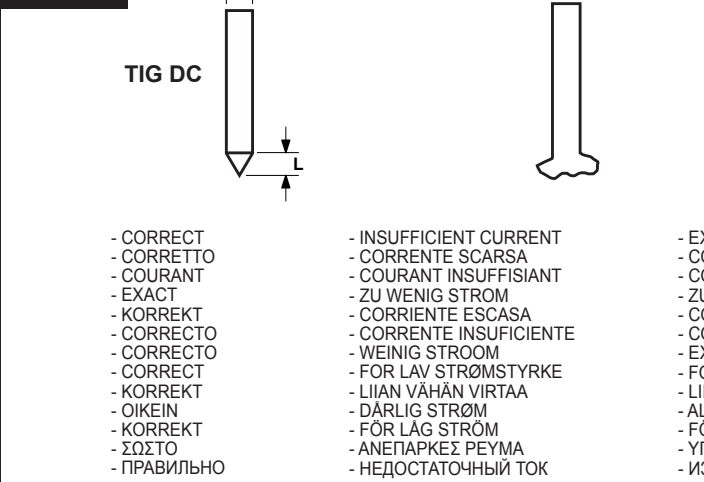 TIG DC
L
- CORRECT
- CORRETTO
- COURANT
- EXACT
- KORREKT
- CORRECTO
- CORRECTO
- CORRECT
- KORREKT
- OIKEIN
- KORREKT
- ΣΩΣΤΟ
- ПРАВИЛЬНО
- INSUFFICIENT CURRENT
- CORRENTE SCARSA
- COURANT INSUFFISIANT
- ZU WENIG STROM
- CORRIENTE ESCASA
- CORRENTE INSUFICIENTE
- WEINIG STROOM
- FOR LAV STRØMSTYRKE
- LIIAN VÄHÄN VIRTAA
- DÅRLIG STRØM
- FÖR LÅG STRÖM
- ΑΝΕΠΑΡΚΕΣ ΡΕΥΜΑ
- НЕДОСТАТОЧНЫЙ ТОК